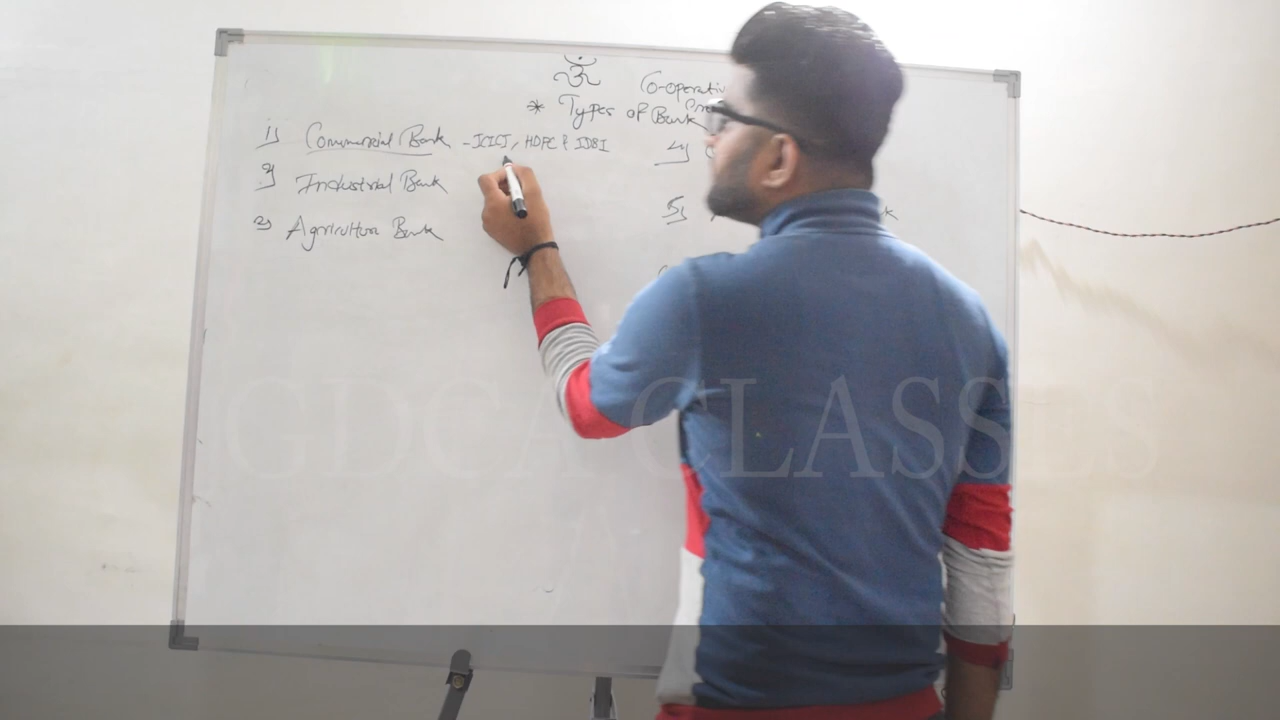 ॐ
Co-operative
* Types of Bank
1) Commercial Bank - ICICI, HDFC & IDBI
2) Industrial Bank
3) Agriculture Bank
4)
5)
CDCA CLASSES